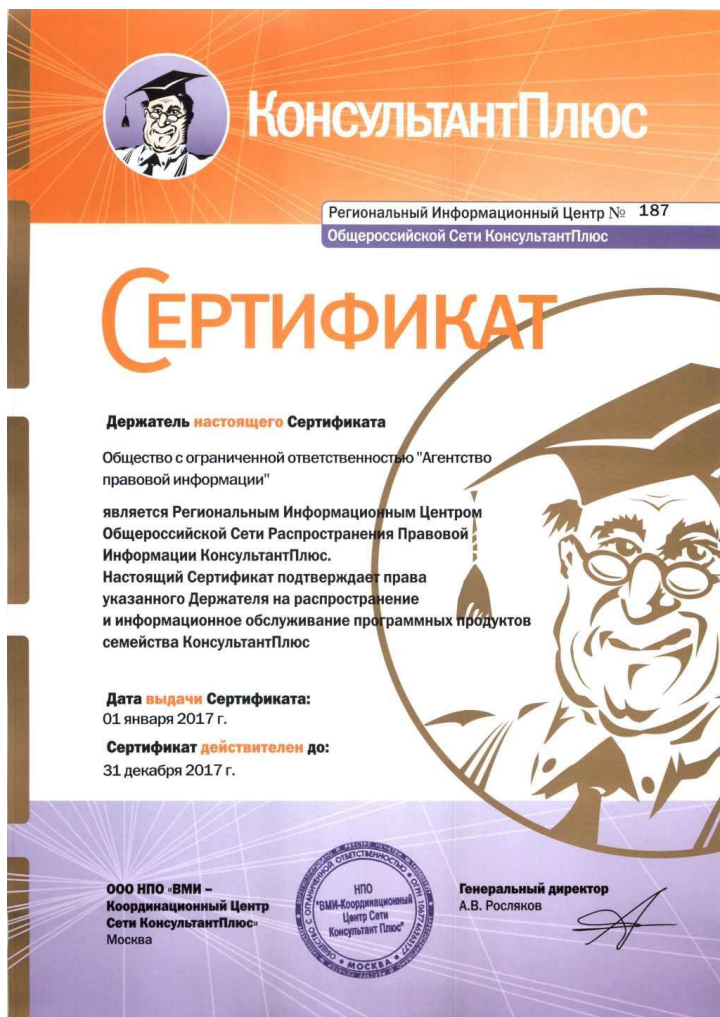 КонсультантПлюс
Региональный Информационный Центр № 187
Общероссийской Сети КонсультантПлюс
Сертификат
Держатель настоящего Сертификата
Общество с ограниченной ответственностью "Агентство
правовой информации"
является Региональным Информационным Центром
Общероссийской Сети Распространения Правовой
Информации КонсультантПлюс.
Настоящий Сертификат подтверждает права
указанного Держателя на распространение
и информационное обслуживание программных продуктов
семейства КонсультантПлюс
Дата выдачи Сертификата:
01 января 2017 г.
Сертификат действителен до:
31 декабря 2017 г.
ООО НПО «ВМИ –
Координационный Центр
Сети КонсультантПлюс»
Москва
ОБЩЕСТВО С ОГРАНИЧЕННОЙ ОТВЕТСТВЕННОСТЬЮ
МОСКВА
НПО
"ВМИ-Координационный
Центр Сети
Консультант Плюс"
Генеральный директор
А.В. Росляков